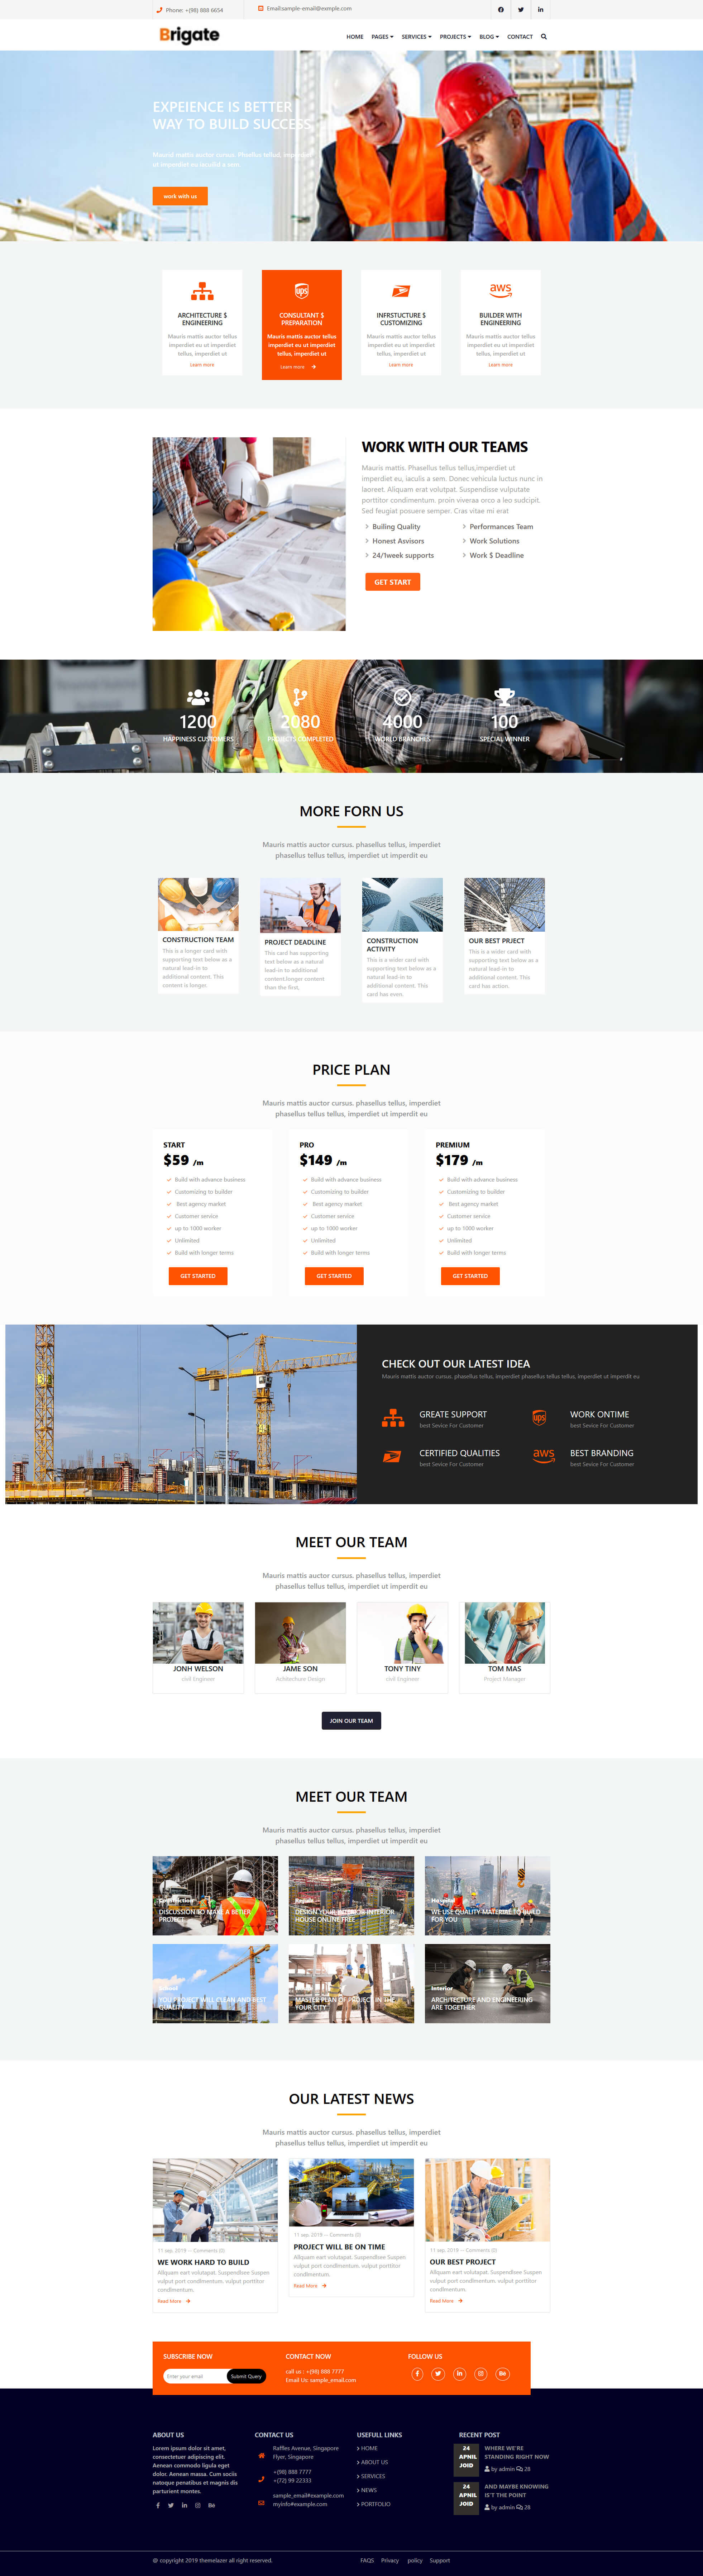 Phone: +(98) 888 6654
Email:sample-email@exmple.com
Brigate
HOME PAGES SERVICES PROJECTS BLOG CONTACT
EXPEIENCE IS BETTER
WAY TO BUILD SUCCESS
Mauris mattis auctor cursus. Phasellus tellus, imperdiet
ut imperdiet eu iaculis a sem.
work with us
ARCHITECTURE $
ENGINEERING
Mauris mattis auctor tellus
imperdiet eu ut imperdiet
tellus, imperdiet ut
Learn more
ups
CONSULTANT $
PREPARATION
Mauris mattis auctor tellus
imperdiet eu ut imperdiet
tellus, imperdiet ut
Learn more
INFRSTUCTURE $
CUSTOMIZING
Mauris mattis auctor tellus
imperdiet eu ut imperdiet
tellus, imperdiet ut
Learn more
aws
BUILDER WITH
ENGINEERING
Mauris mattis auctor tellus
imperdiet eu ut imperdiet
tellus, imperdiet ut
Learn more
WORK WITH OUR TEAMS
Mauris mattis. Phasellus tellus tellus,imperdiet ut
imperdiet eu, iaculis a sem. Donec vehicula luctus nunc in
laoreet. Aliquam erat volutpat. Suspendisse vulputate
porttitor condimentum. proin viveraa orco a leo sudcipit.
Sed feugiat posuere semper. Cras vitae mi erat
Builing Quality
Performances Team
Honest Asvisors
Work Solutions
24/1week supports
Work $ Deadline
GET START
1200
HAPPINESS CUSTOMERS
2080
PROJECTS COMPLETED
4000
WORLD BRANCHES
100
SPECIAL WINNER
MORE FORN US
Mauris mattis auctor cursus. phasellus tellus, imperdiet
phasellus tellus tellus, imperdiet ut imperdit eu
CONSTRUCTION TEAM
This is a longer card with
supporting text below as a
natural lead-in to
additional content. This
content is longer.
PROJECT DEADLINE
This card has supporting
text below as a natural
lead-in to additional
content.longer content
than the first.
CONSTRUCTION
ACTIVITY
This is a wider card with
supporting text below as a
natural lead-in to
additional content. This
card has even.
OUR BEST PRJECT
This is a wider card with
supporting text below as a
natural lead-in to
additional content. This
card has action.
PRICE PLAN
Mauris mattis auctor cursus. phasellus tellus, imperdiet
phasellus tellus tellus, imperdiet ut imperdit eu
START
$59 /m
Build with advance business
Customizing to builder
Best agency market
Customer service
up to 1000 worker
Unlimited
Build with longer terms
GET STARTED
PRO
$149 /m
Build with advance business
Customizing to builder
Best agency market
Customer service
up to 1000 worker
Unlimited
Build with longer terms
GET STARTED
PREMIUM
$179 /m
Build with advance business
Customizing to builder
Best agency market
Customer service
up to 1000 worker
Unlimited
Build with longer terms
GET STARTED
CHECK OUT OUR LATEST IDEA
Mauris mattis auctor cursus. phasellus tellus, imperdiet phasellus tellus tellus, imperdiet ut imperdit eu
GREATE SUPPORT
best Sevice For Customer
ups
WORK ONTIME
best Sevice For Customer
CERTIFIED QUALITIES
best Sevice For Customer
aws
BEST BRANDING
best Sevice For Customer
MEET OUR TEAM
Mauris mattis auctor cursus. phasellus tellus, imperdiet
phasellus tellus tellus, imperdiet ut imperdit eu
JONH WELSON
civil Engineer
JAME SON
Achitechure Design
TONY TINY
civil Engineer
TOM MAS
Project Manager
JOIN OUR TEAM
MEET OUR TEAM
Mauris mattis auctor cursus. phasellus tellus, imperdiet
phasellus tellus tellus, imperdiet ut imperdit eu
Construction
DISCUSSION TO MAKE A BETER
PROJECT
Repair
DESIGN YOUR INTERIOR INTERIOR
HOUSE ONLINE FREE
Hospital
WE USE QUALITY MATERIAL TO BUILD
FOR YOU
YOU PROJECT WILL CLEAN AND BEST
QUALITY
MASTER PLAN OF PROJECT IN THE
YOUR CITY
Interior
ARCHITECTURE AND ENGINEERING
ARE TOGETHER
OUR LATEST NEWS
Mauris mattis auctor cursus. phasellus tellus, imperdiet
phasellus tellus tellus, imperdiet ut imperdit eu
11 sep, 2019 -- Comments (0)
WE WORK HARD TO BUILD
Allquam eart volutapat. Suspendlsse Suspen
vulput port condlmentum. vulput porttitor
condlmentum.
Read More
11 sep, 2019 -- Comments (0)
PROJECT WILL BE ON TIME
Allquam eart volutapat. Suspendlsse Suspen
vulput port condlmentum. vulput porttitor
condlmentum.
Read More
11 sep, 2019 -- Comments (0)
OUR BEST PROJECT
Allquam eart volutapat. Suspendlsse Suspen
vulput port condlmentum. vulput porttitor
condlmentum.
Read More
SUBSCRIBE NOW
Enter your email
Submit Query
CONTACT NOW
call us : +(98) 888 7777
Email Us: sample_email.com
FOLLOW US
ABOUT US
Lorem ipsum dolor sit amet,
consectetuer adipiscing elit.
Aenean commodo ligula eget
dolor. Aenean massa. Cum sociis
natoque penatibus et magnis dis
parturient montes.
CONTACT US
Raffles Avenue, Singapore
Flyer, Singapore
+(98) 888 7777
+(72) 99 22333
sample_email#example.com
myinfo#example.com
USEFULL LINKS
HOME
ABOUT US
SERVICES
NEWS
PORTFOLIO
RECENT POST
24
APNIL
JOID
WHERE WE'RE
STANDING RIGHT NOW
by admin 28
24
APNIL
JOID
AND MAYBE KNOWING
IS'T THE POINT
by admin 28
@ copyright 2019 themelazer all right reserved.
FAQS Privacy policy Support